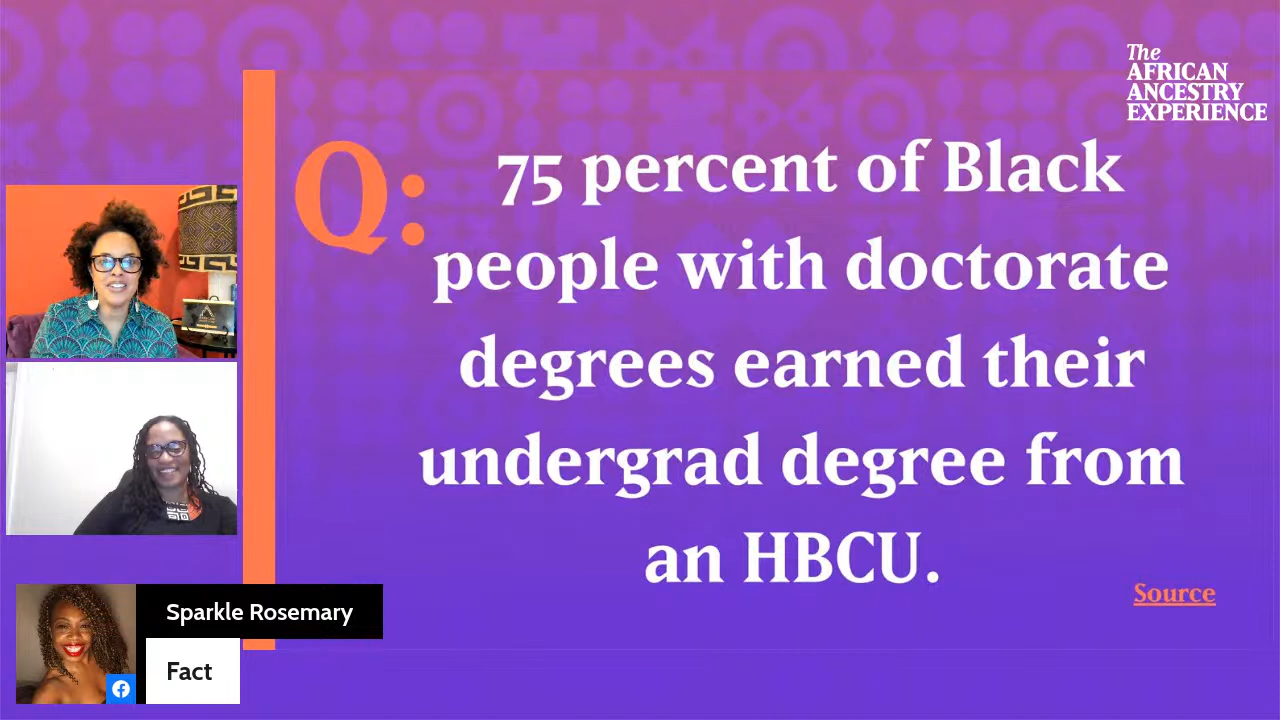 The
AFRICAN
ANCESTRY
EXPERIENCE
Q:
75 percent of Black
people with doctorate
degrees earned their
undergrad degree from
an HBCU.
Source
Sparkle Rosemary
Fact